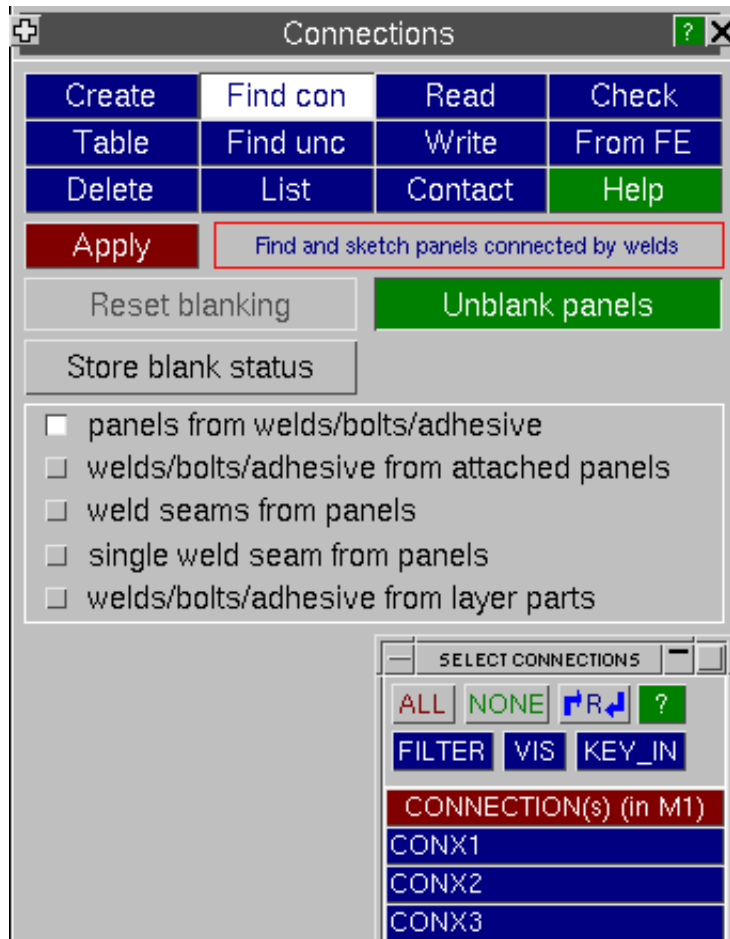 Connections ?
Create Find con Read Check
Table Find unc Write From FE
Delete List Contact Help
Apply Find and sketch panels connected by welds
Reset blanking Unblank panels
Store blank status
panels from welds/bolts/adhesive
welds/bolts/adhesive from attached panels
weld seams from panels
single weld seam from panels
welds/bolts/adhesive from layer parts
SELECT CONNECTIONS
ALL NONE R ?
FILTER VIS KEY_IN
CONNECTION(s) (in M1)
CONX1
CONX2
CONX3